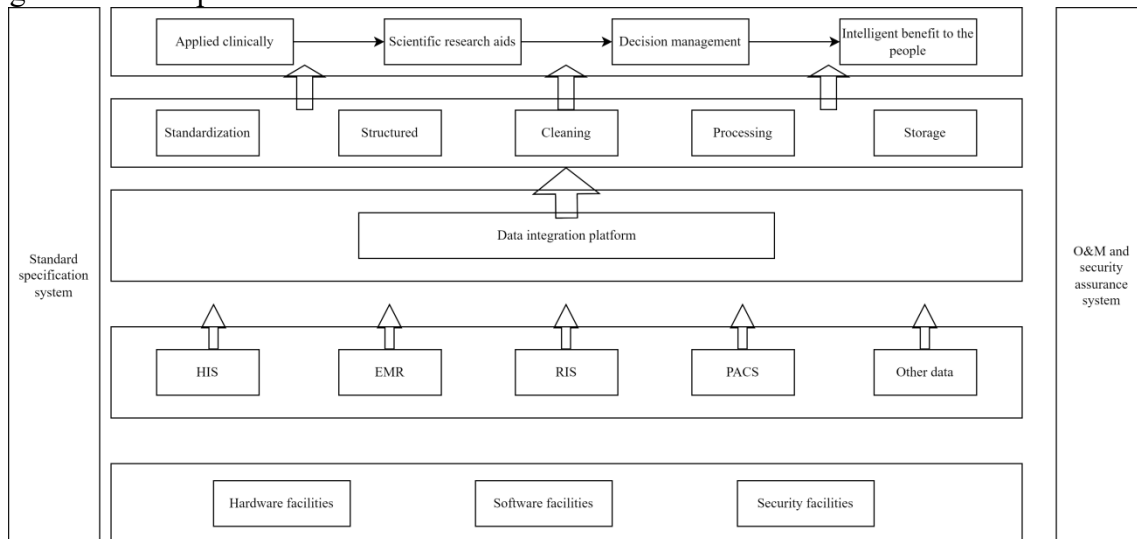 Applied clinically
Scientific research aids
Decision management
Intelligent benefit to the
people
Standardization
Structured
Cleaning
Processing
Storage
Data integration platform
Standard
specification
system
O&M and
security
assurance
system
HIS
EMR
RIS
PACS
Other data
Hardware facilities
Software facilities
Security facilities